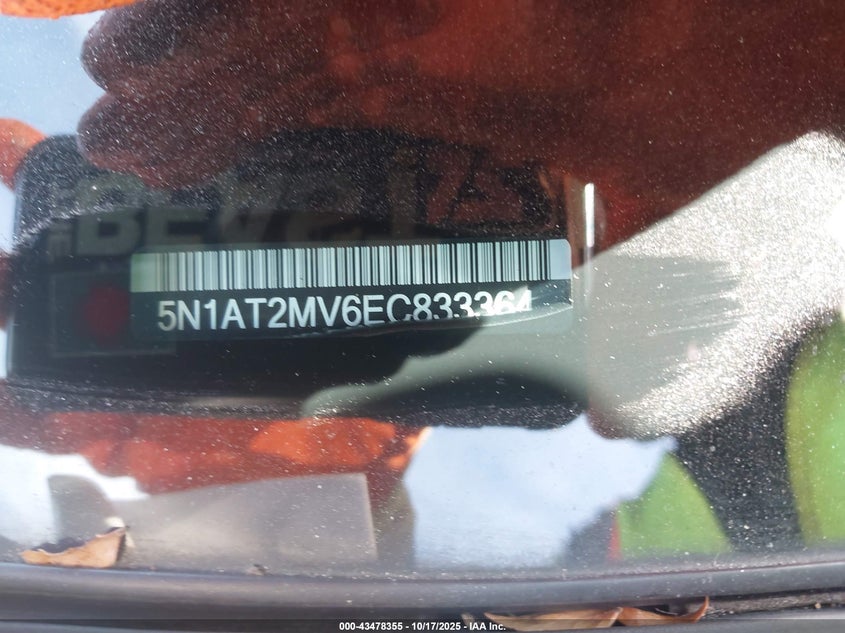 5N1AT2MV6EC833364
000-43478355 - 10/17/2025 - IAA Inc.